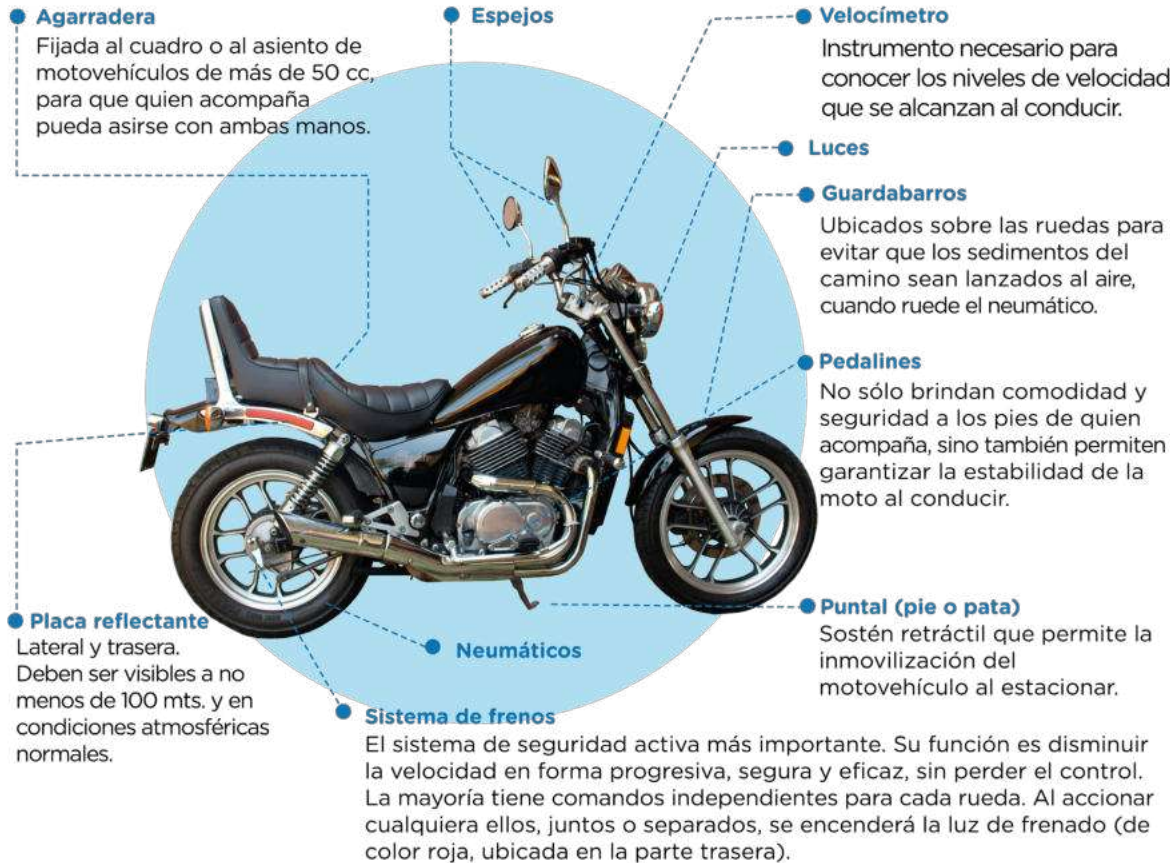 Agarradera
Fijada al cuadro o al asiento de
motovehículos de más de 50 cc,
para que quien acompaña
pueda asirse con ambas manos.
Espejos
Velocímetro
Instrumento necesario para
conocer los niveles de velocidad
que se alcanzan al conducir.
Luces
Guardabarros
Ubicados sobre las ruedas para
evitar que los sedimentos del
camino sean lanzados al aire,
cuando ruede el neumático.
Pedalines
No sólo brindan comodidad y
seguridad a los pies de quien
acompaña, sino también permiten
garantizar la estabilidad de la
moto al conducir.
Puntal (pie o pata)
Sostén retráctil que permite la
inmovilización del
motovehículo al estacionar.
Placa reflectante
Lateral y trasera.
Deben ser visibles a no
menos de 100 mts. y en
condiciones atmosféricas
normales.
Neumáticos
Sistema de frenos
El sistema de seguridad activa más importante. Su función es disminuir
la velocidad en forma progresiva, segura y eficaz, sin perder el control.
La mayoría tiene comandos independientes para cada rueda. Al accionar
cualquiera ellos, juntos o separados, se encenderá la luz de frenado (de
color roja, ubicada en la parte trasera).